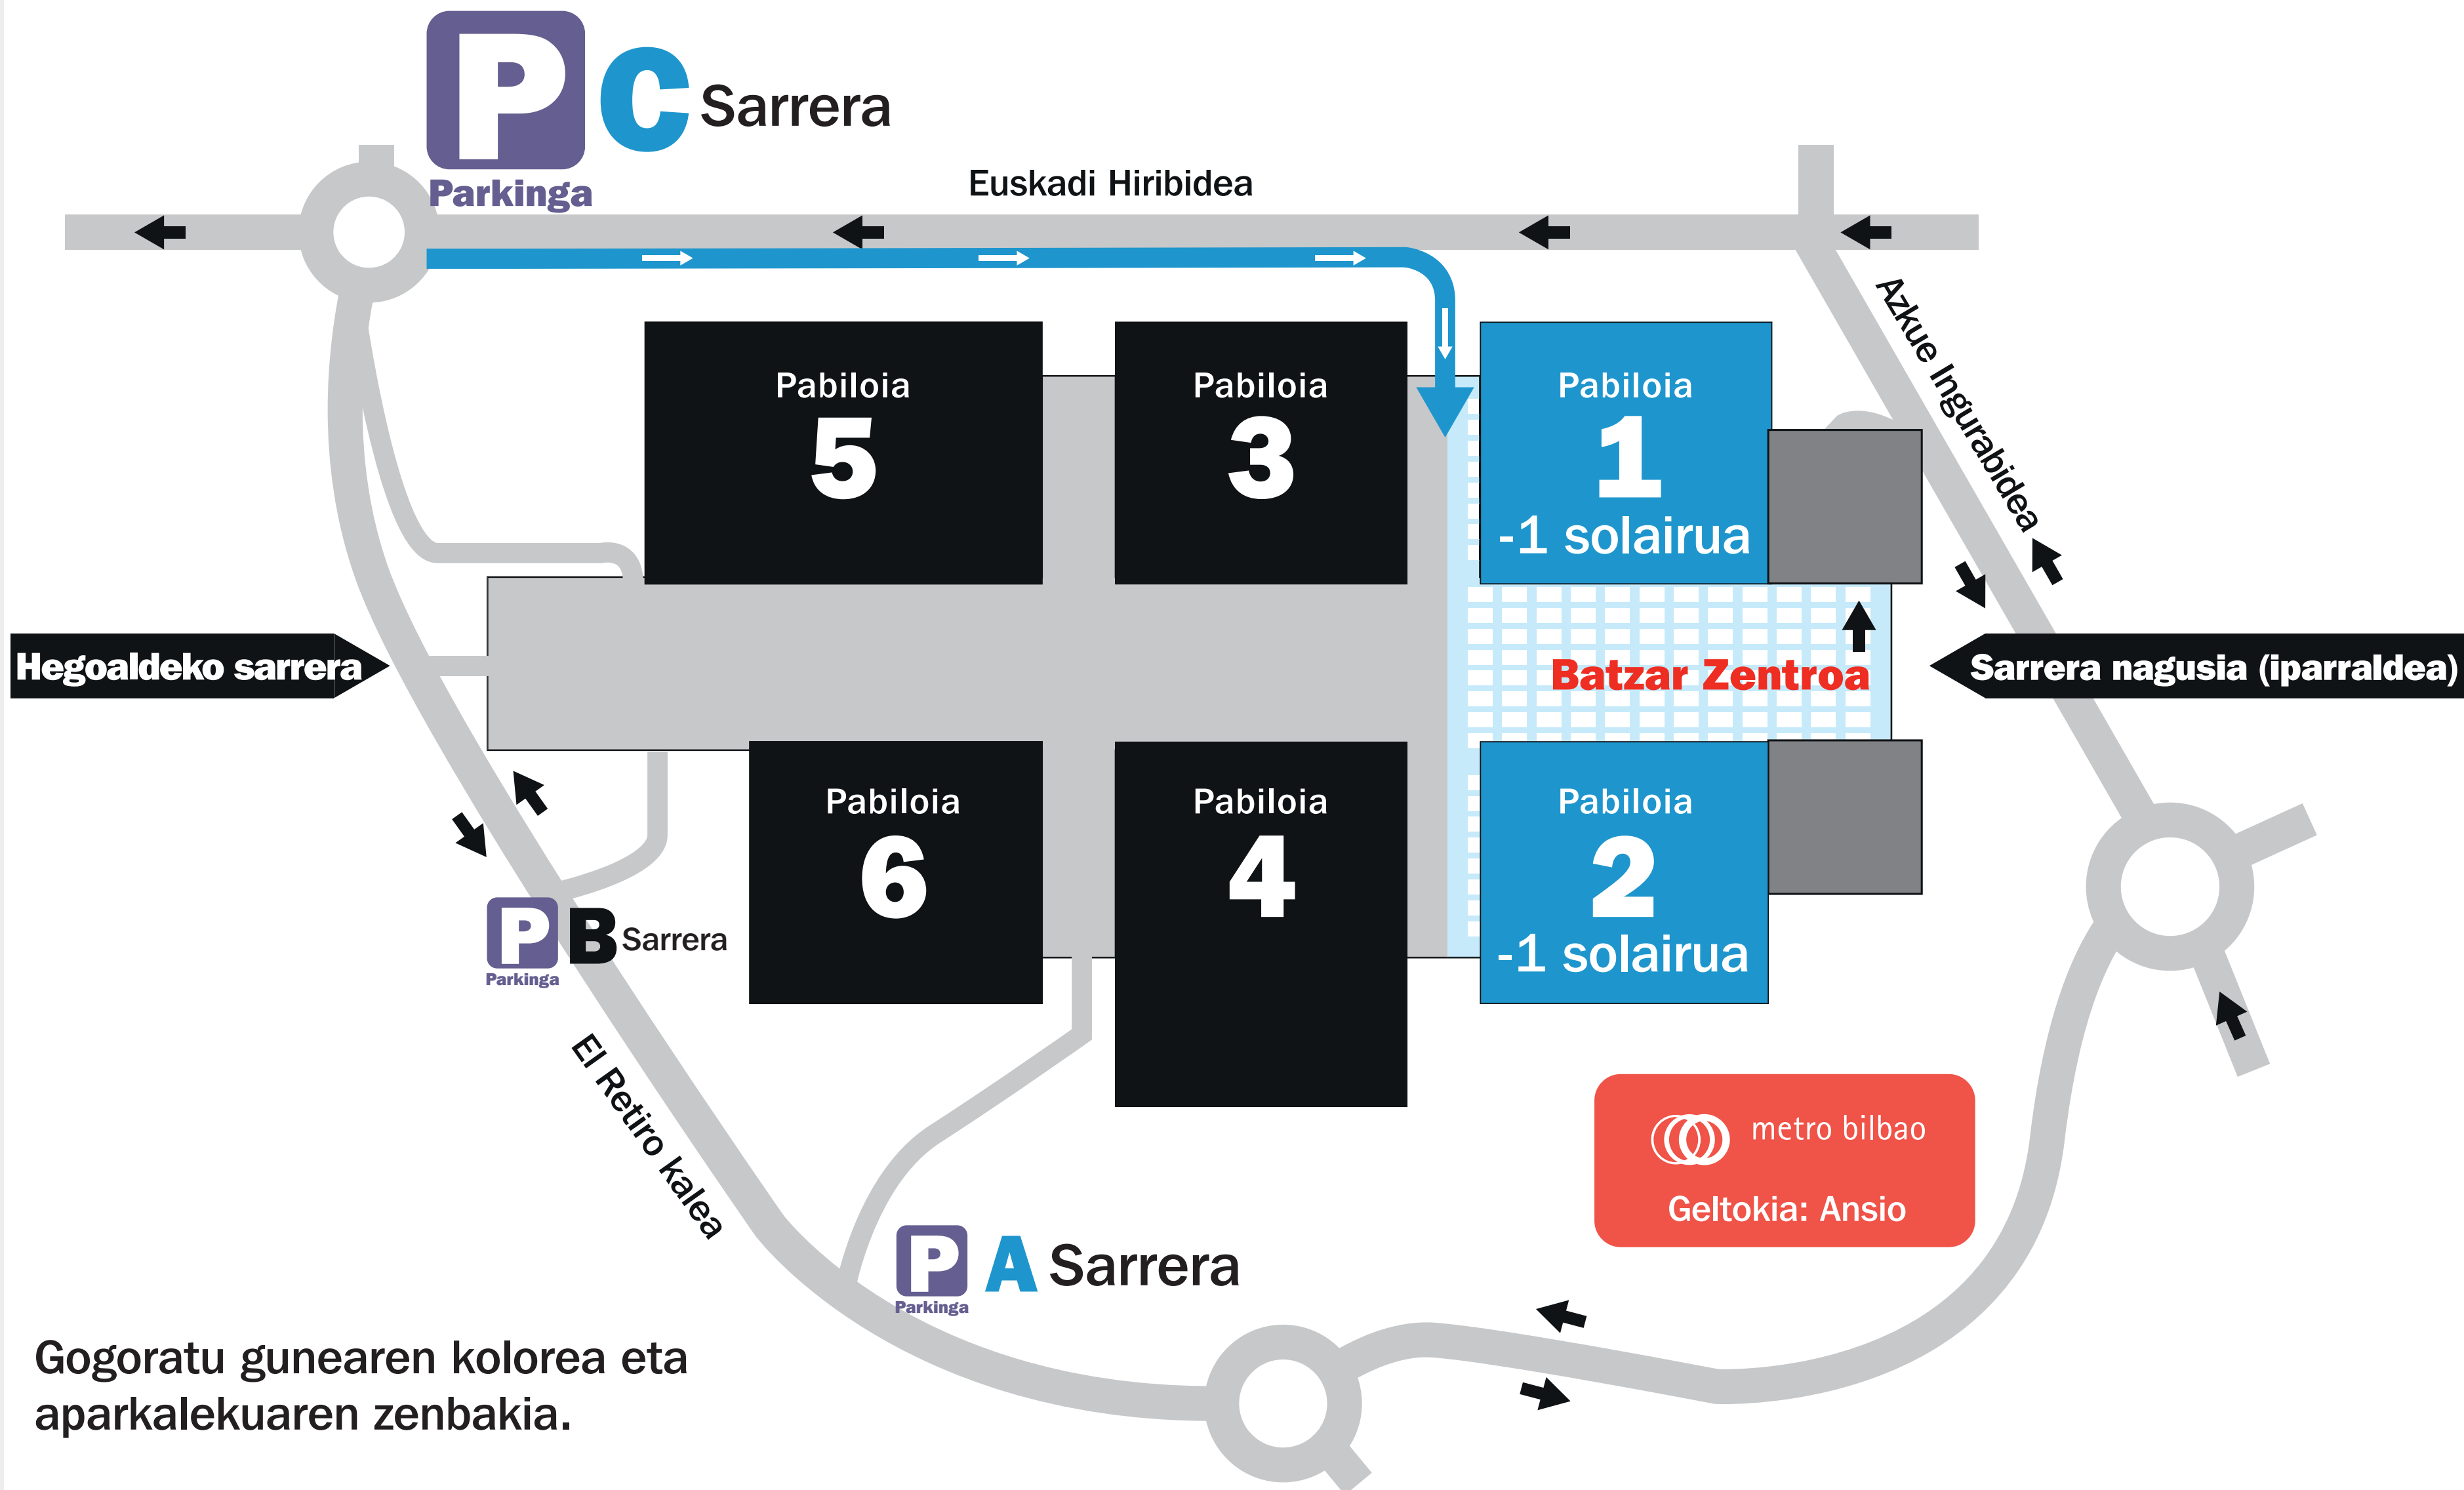 P C Sarrera
Parkinga
Euskadi Hiribidea
Azkue Ingurabidea
Pabiloia
5
Pabiloia
3
Pabiloia
1
-1 solairua
Hegoaldeko sarrera
Batzar Zentroa
Sarrera nagusia (iparraldea)
Pabiloia
6
Pabiloia
4
Pabiloia
2
-1 solairua
P B Sarrera
Parkinga
El Retiro kalea
metro bilbao
Geltokia: Ansio
P A Sarrera
Parkinga
Gogoratu gunearen kolorea eta
aparkalekuaren zenbakia.